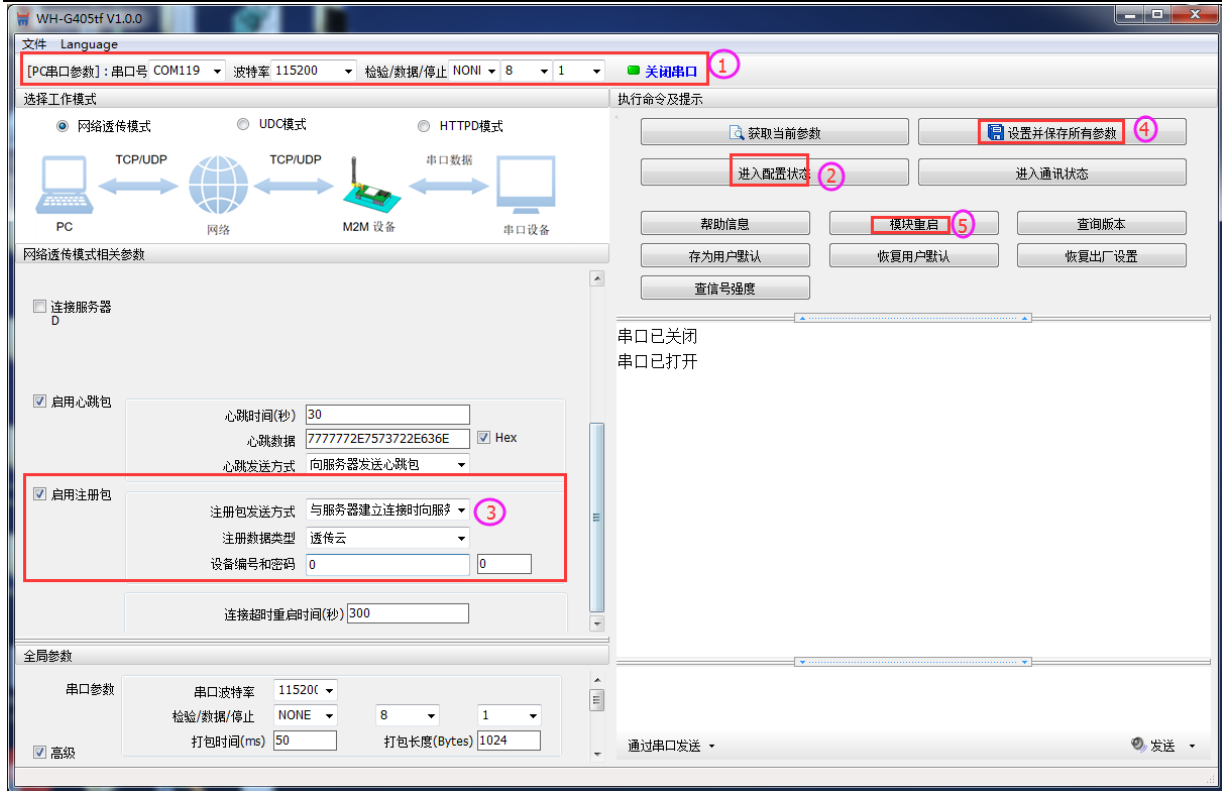 WH-G405tf V1.0.0
文件 Language
[PC串口参数]：串口号 COM119 波特率 115200 检验/数据/停止 NONI 8 1 关闭串口 1
选择工作模式
网络透传模式 UDC模式 HTTPD模式
TCP/UDP TCP/UDP 串口数据
PC 网络 M2M 设备 串口设备
网络透传模式相关参数
连接服务器
D
启用心跳包
心跳时间(秒) 30
心跳数据 7777772E7573722E636E Hex
心跳发送方式 向服务器发送心跳包
启用注册包
注册包发送方式 与服务器建立连接时向服务 3
注册数据类型 透传云
设备编号和密码 0 0
连接超时重启时间(秒) 300
全局参数
串口参数 串口波特率 115200
检验/数据/停止 NONE 8 1
打包时间(ms) 50 打包长度(Bytes) 1024
高级
执行命令及提示
获取当前参数 设置并保存所有参数 4
进入配置状态 2 进入通讯状态
帮助信息 模块重启 5 查询版本
存为用户默认 恢复用户默认 恢复出厂设置
查信号强度
串口已关闭
串口已打开
通过串口发送 发送